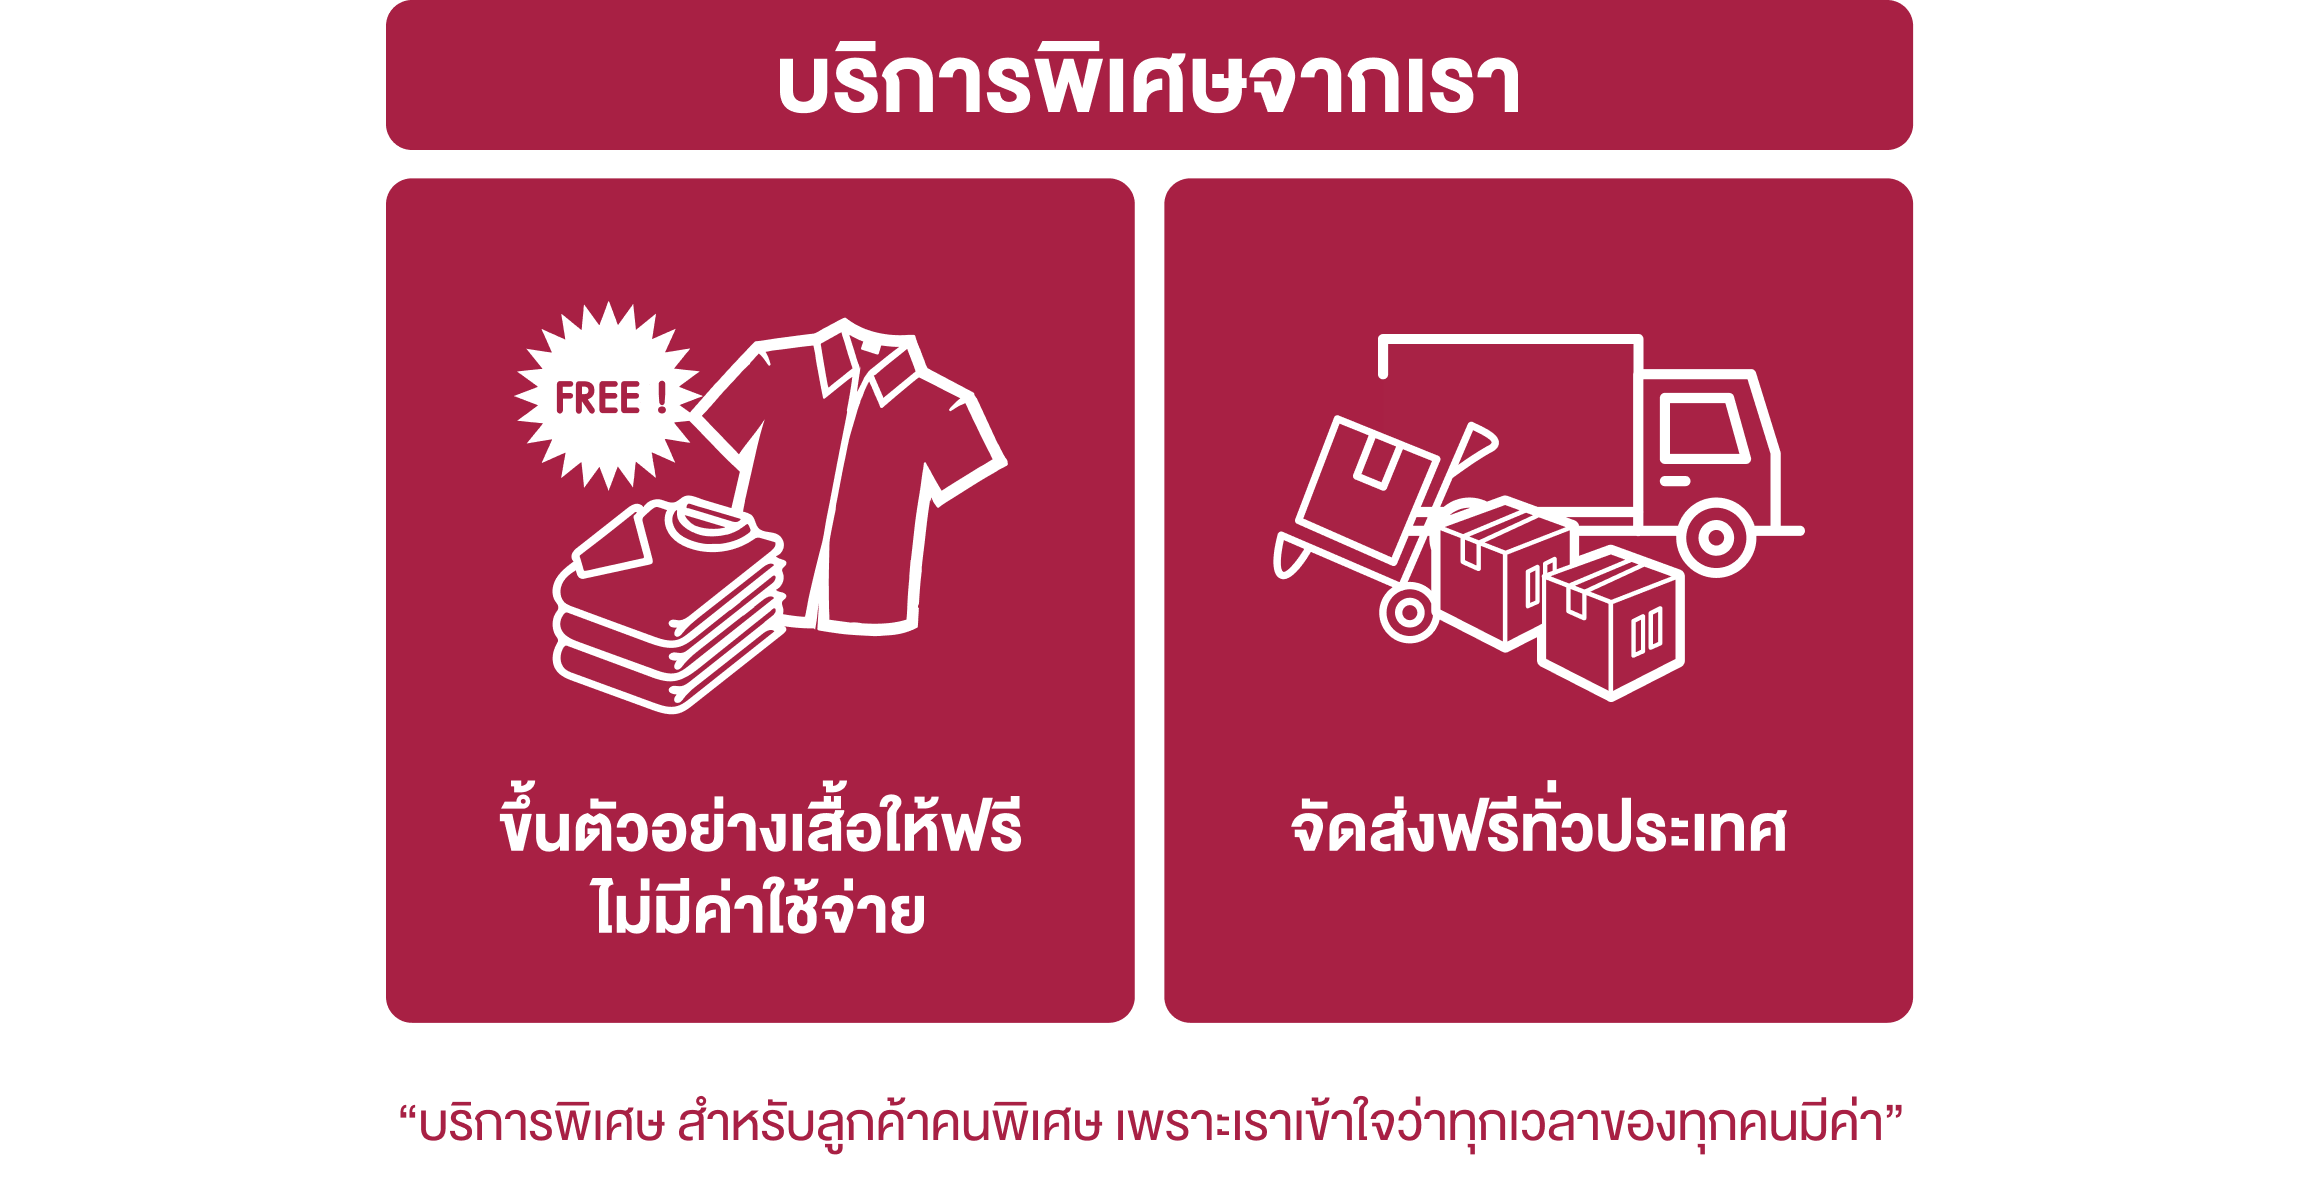 บริการพิเศษจากเรา
FREE !
ขึ้นตัวอย่างเสื้อให้ฟรี
ไม่มีค่าใช้จ่าย
จัดส่งฟรีทั่วประเทศ
“บริการพิเศษ สำหรับลูกค้าคนพิเศษ เพราะเราเข้าใจว่าทุกเวลาของทุกคนมีค่า”